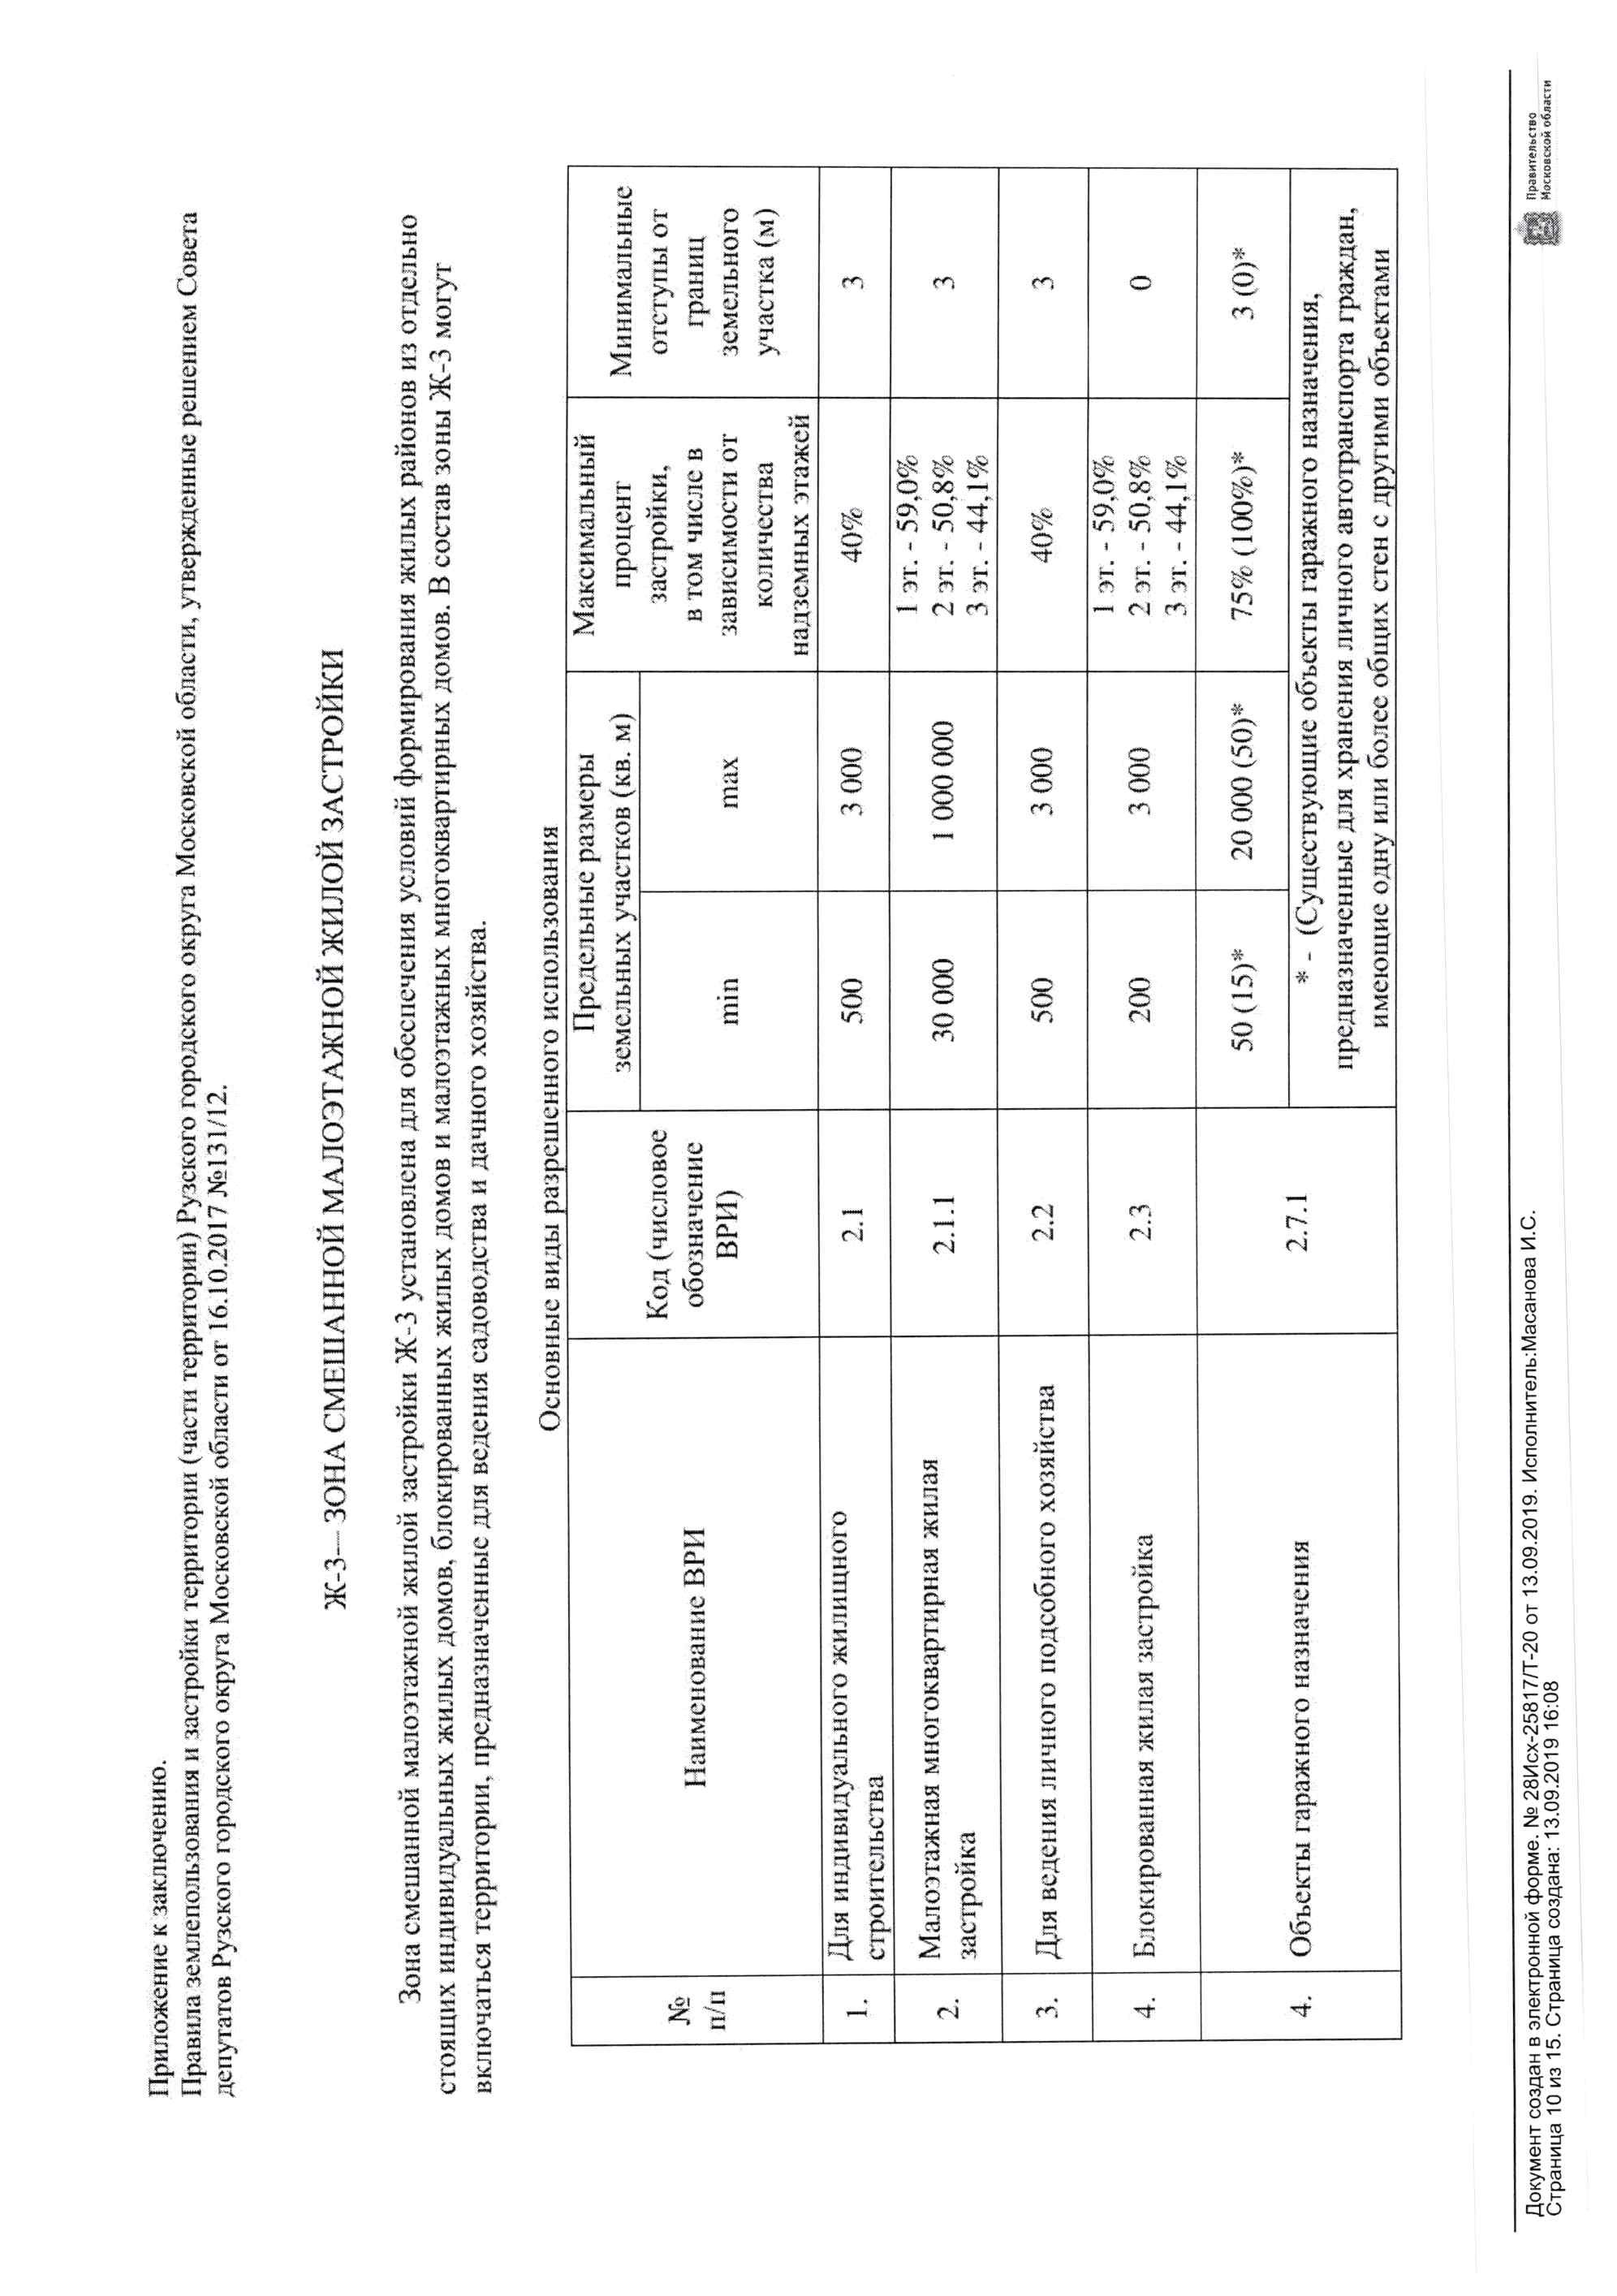 Приложение к заключению.
Правила землепользования и застройки территории (части территории) Рузского городского округа Московской области, утвержденные решением Совета
депутатов Рузского городского округа Московской области от 16.10.2017 №131/12.
Ж-3— ЗОНА СМЕШАННОЙ МАЛОЭТАЖНОЙ ЖИЛОЙ ЗАСТРОЙКИ
Зона смешанной малоэтажной жилой застройки Ж-3 установлена для обеспечения условий формирования жилых районов из отдельно
стоящих индивидуальных жилых домов, блокированных жилых домов и малоэтажных многоквартирных домов. В состав зоны Ж-3 могут
включаться территории, предназначенные для ведения садоводства и дачного хозяйства.
Основные виды разрешенного использования
№
п/п
Наименование ВРИ
Код (числовое
обозначение
ВРИ)
Предельные размеры
земельных участков (кв. м)
min
max
Максимальный
процент
застройки,
в том числе в
зависимости от
количества
надземных этажей
Минимальные
отступы от
границ
земельного
участка (м)
1.
Для индивидуального жилищного
строительства
2.1
500
3 000
40%
3
2.
Малоэтажная многоквартирная жилая
застройка
2.1.1
30 000
1 000 000
1 эт. - 59,0%
2 эт. - 50,8%
3 эт. - 44,1%
3
3.
Для ведения личного подсобного хозяйства
2.2
500
3 000
40%
3
4.
Блокированная жилая застройка
2.3
200
3 000
1 эт. - 59,0%
2 эт. - 50,8%
3 эт. - 44,1%
0
4.
Объекты гаражного назначения
2.7.1
50 (15)*
20 000 (50)*
75% (100%)*
3 (0)*
* - (Существующие объекты гаражного назначения,
предназначенные для хранения личного автотранспорта граждан,
имеющие одну или более общих стен с другими объектами
Документ создан в электронной форме. № 28Исх-25817/Т-20 от 13.09.2019. Исполнитель:Масанова И.С.
Страница 10 из 15. Страница создана: 13.09.2019 16:08
Правительство
Московской области